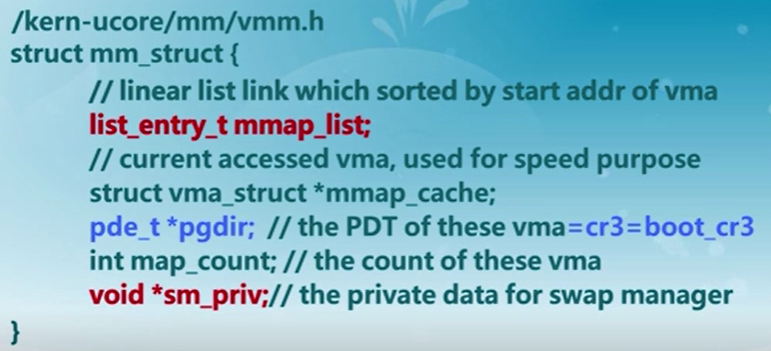 /kern-ucore/mm/vmm.h
struct mm_struct {
// linear list link which sorted by start addr of vma
list_entry_t mmap_list;
// current accessed vma, used for speed purpose
struct vma_struct *mmap_cache;
pde_t *pgdir; // the PDT of these vma=cr3=boot_cr3
int map_count; // the count of these vma
void *sm_priv;// the private data for swap manager
}